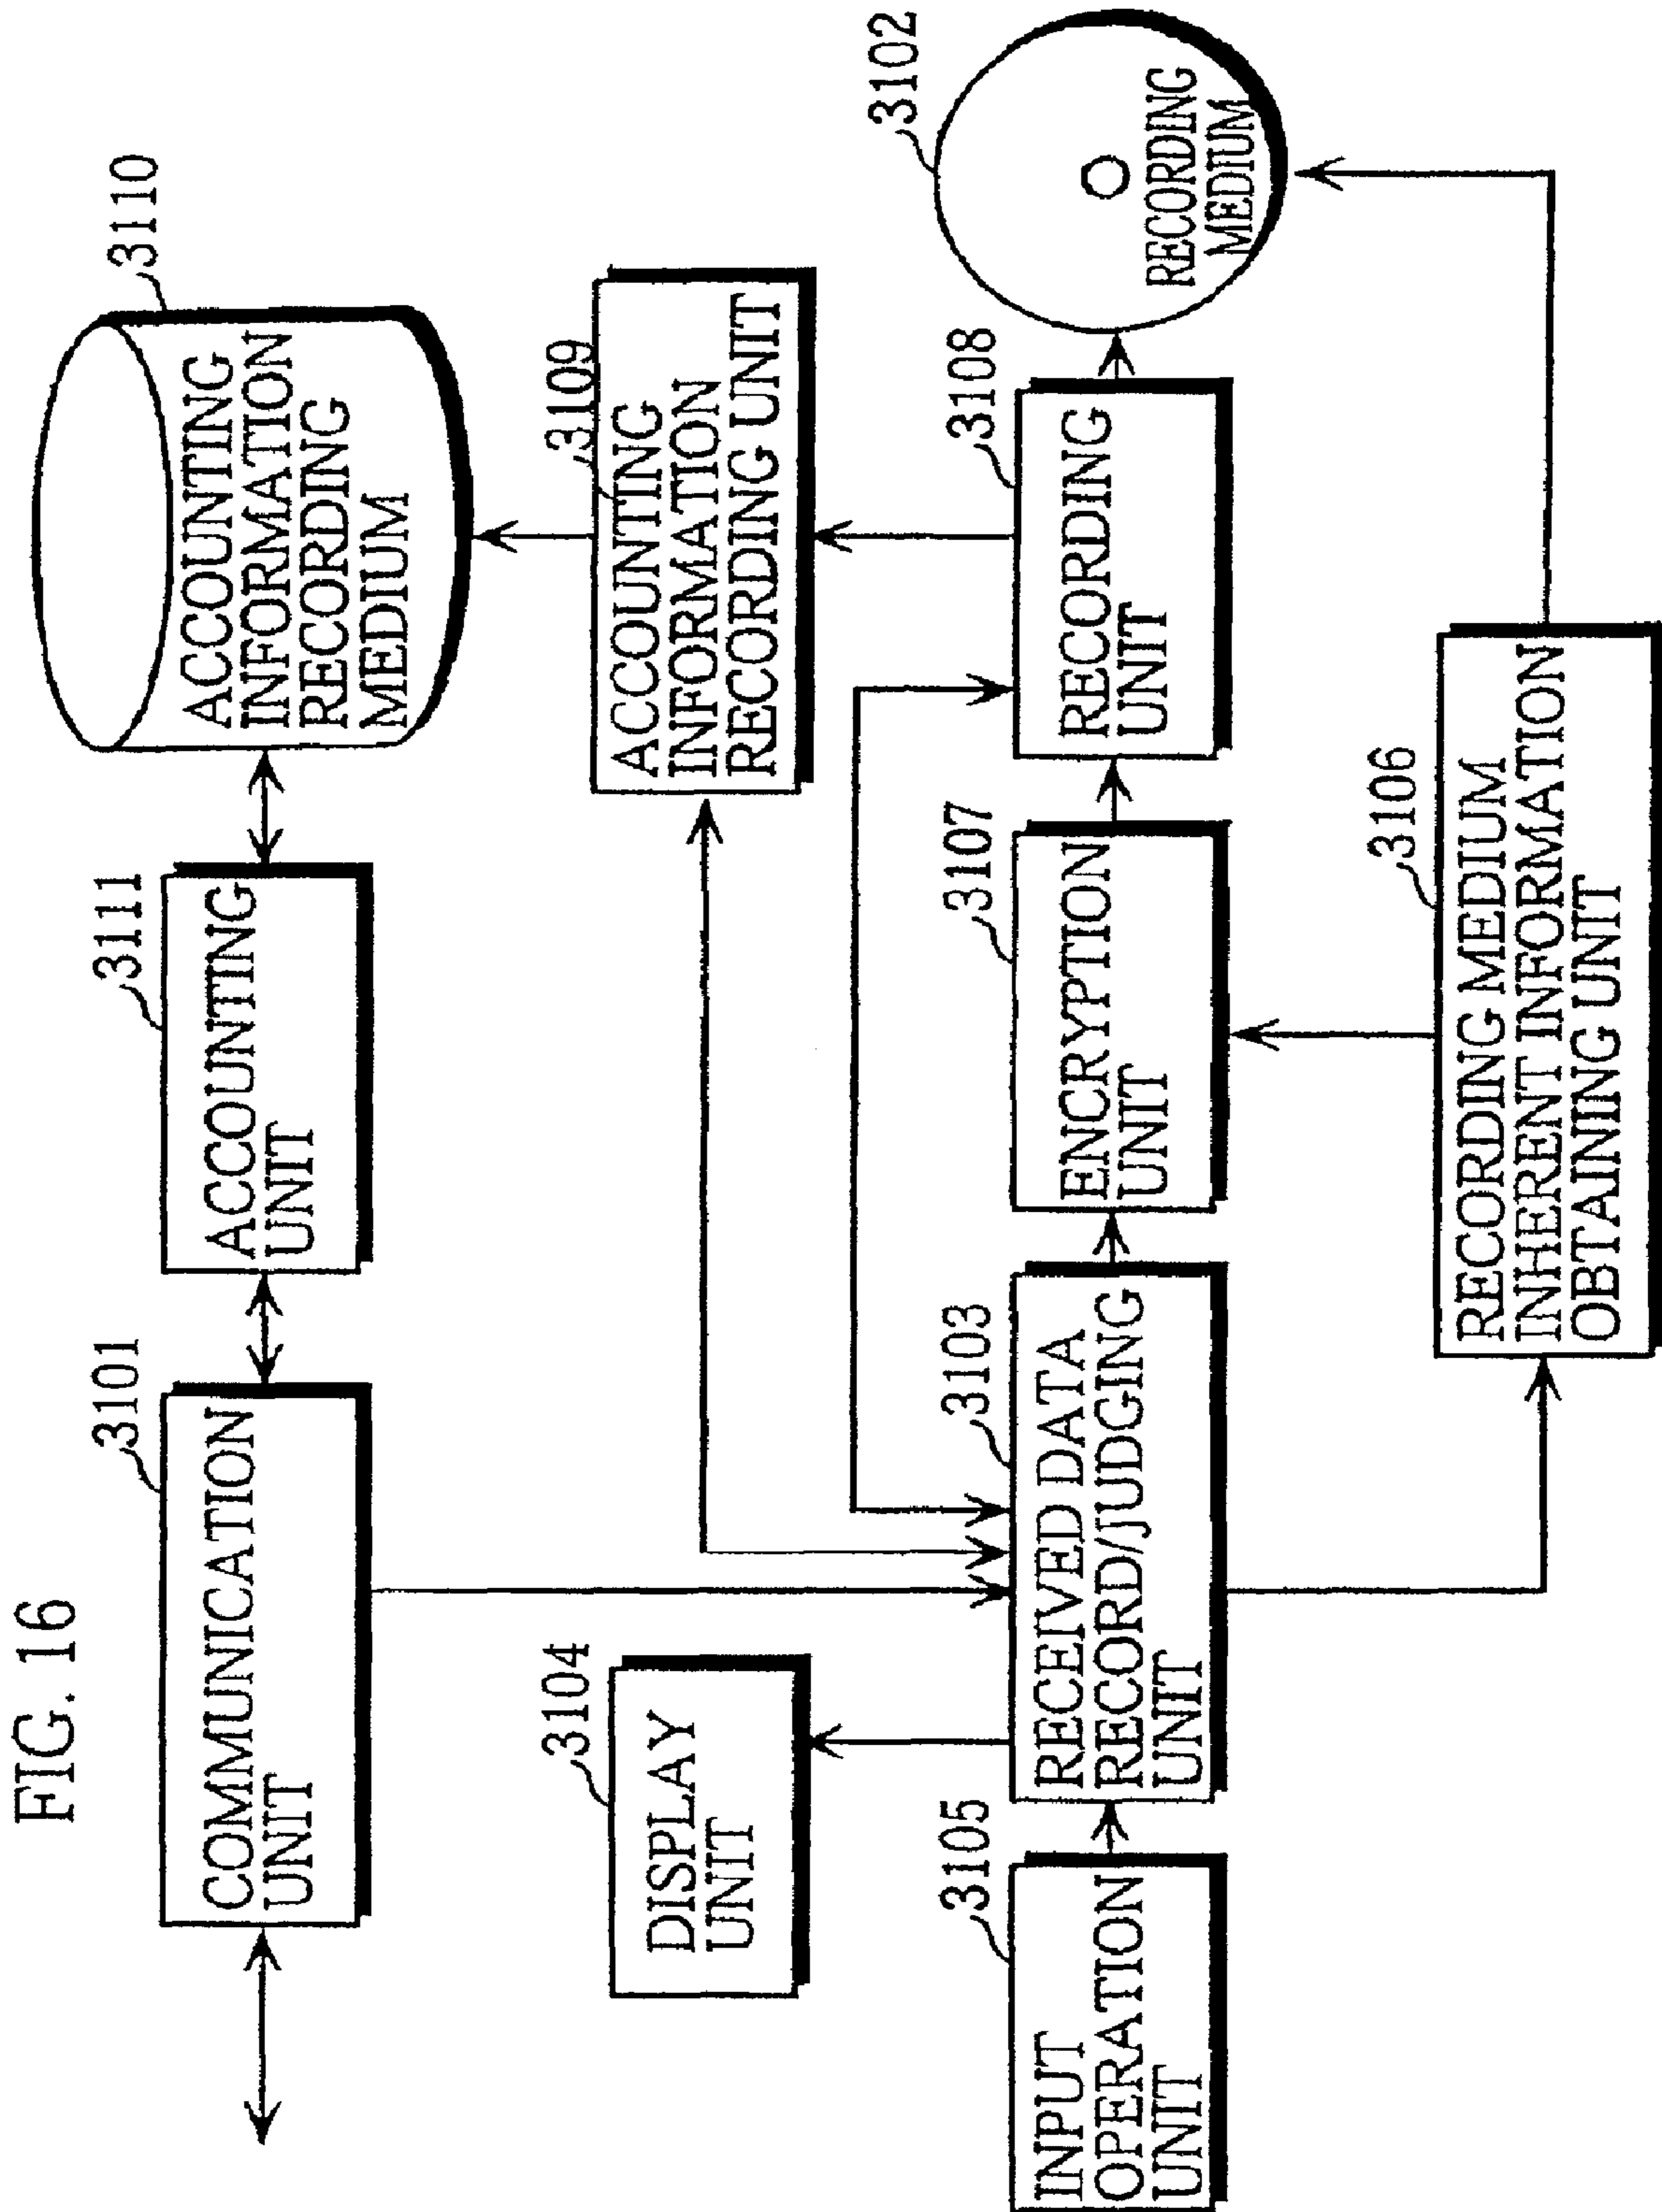 FIG. 16
3101
COMMUNICATION
UNIT
3111
ACCOUNTING
UNIT
3110
ACCOUNTING
INFORMATION
RECORDING
MEDIUM
3104
DISPLAY
UNIT
3109
ACCOUNTING
INFORMATION
RECORDING UNIT
3105
INPUT
OPERATION
UNIT
3103
RECEIVED DATA
RECORD/JUDGING
UNIT
3107
ENCRYPTION
UNIT
3108
RECORDING
UNIT
3102
RECORDING
MEDIUM
3106
RECORDING MEDIUM
INHERENT INFORMATION
OBTAINING UNIT